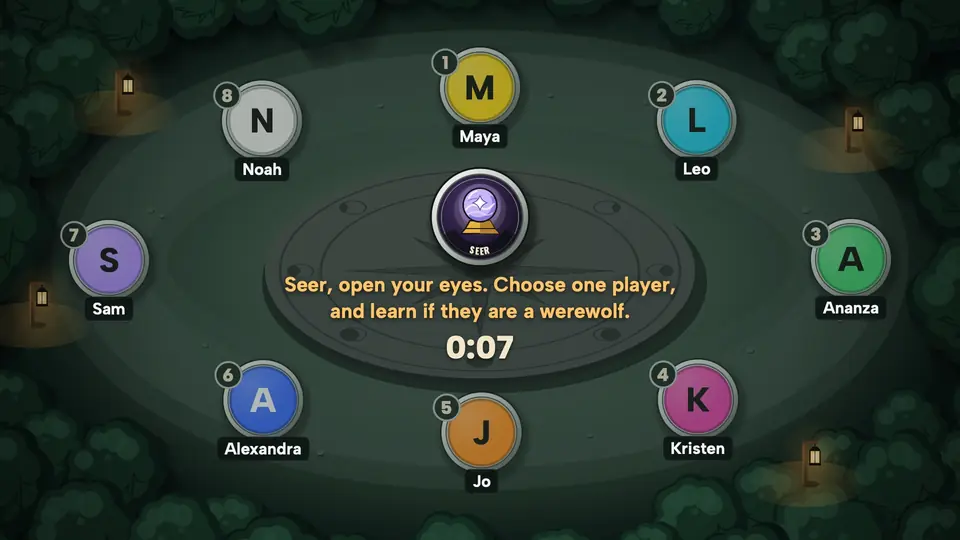 1
M
Maya
2
L
Leo
8
N
Noah
SEER
3
A
Ananza
7
S
Sam
Seer, open your eyes. Choose one player,
and learn if they are a werewolf.
0:07
4
K
Kristen
6
A
Alexandra
5
J
Jo